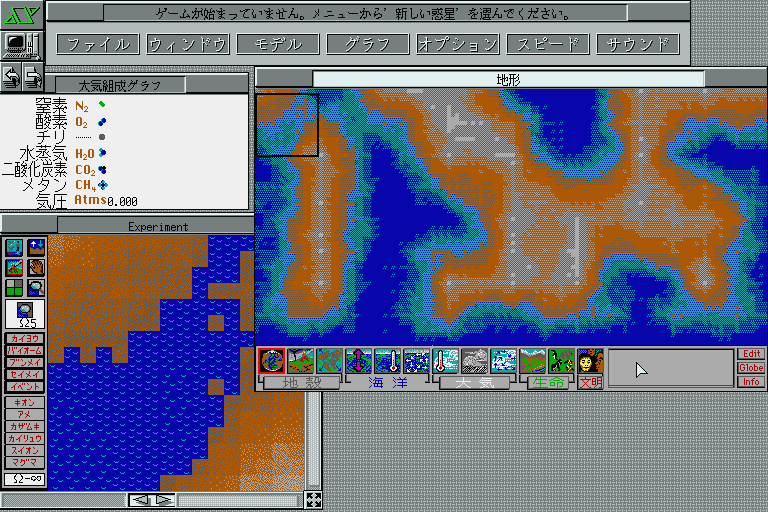 ゲームが始まっていません。メニューから’新しい惑星’を選んでください。
ファイル ウィンドウ モデル グラフ オプション スピード サウンド
大気組成グラフ
窒素 N2
酸素 O2
チリ
水蒸気 H2O
二酸化炭素 CO2
メタン CH4
気圧 Atms 0.000
地形
地殻 海洋 大気 生命 文明
Edit
Globe
Info
Experiment
Ω25
カイヨウ
バイオーム
ブンメイ
セイメイ
イベント
キオン
アメ
カザムキ
カイリュウ
スイオン
マグマ
Ω-∞